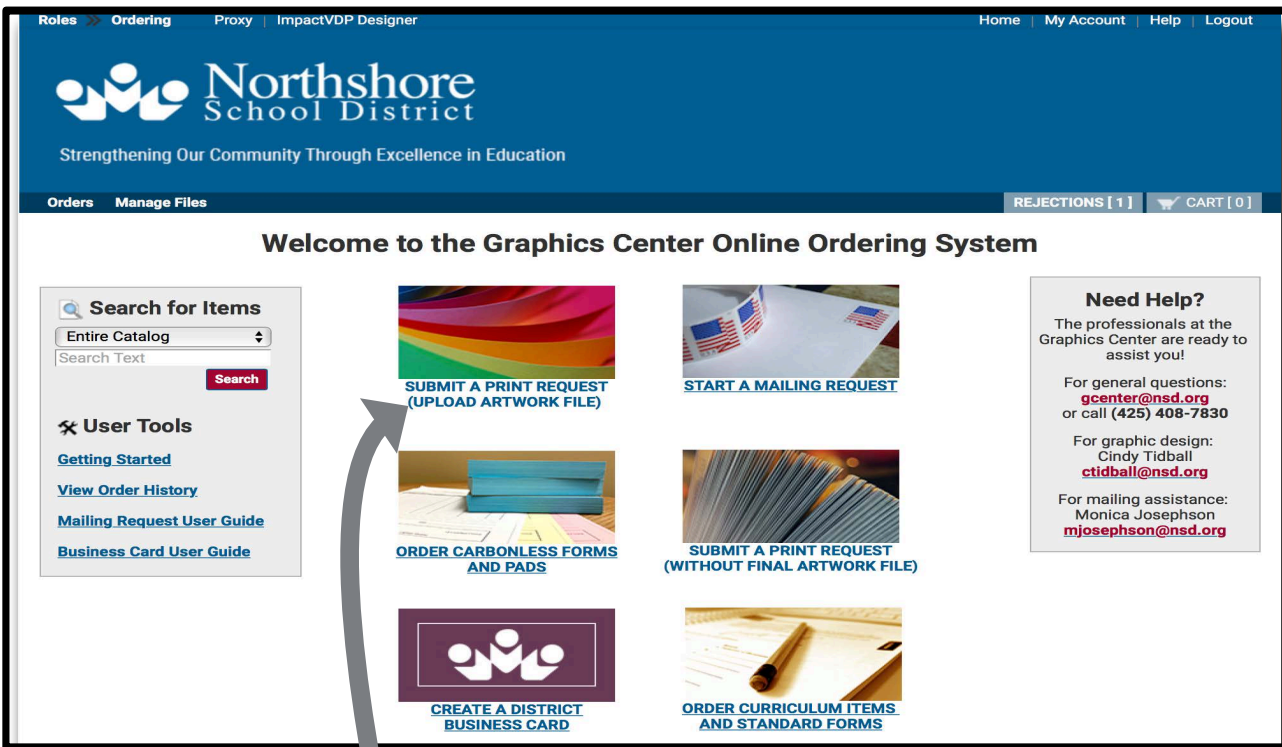 Roles Ordering Proxy | ImpactVDP Designer Home | My Account | Help | Logout
Northshore
School District
Strengthening Our Community Through Excellence in Education
Orders Manage Files REJECTIONS [ 1 ] CART [ 0 ]
Welcome to the Graphics Center Online Ordering System
Search for Items
Entire Catalog
Search Text
Search
User Tools
Getting Started
View Order History
Mailing Request User Guide
Business Card User Guide
SUBMIT A PRINT REQUEST
(UPLOAD ARTWORK FILE)
START A MAILING REQUEST
ORDER CARBONLESS FORMS
AND PADS
SUBMIT A PRINT REQUEST
(WITHOUT FINAL ARTWORK FILE)
CREATE A DISTRICT
BUSINESS CARD
ORDER CURRICULUM ITEMS
AND STANDARD FORMS
Need Help?
The professionals at the
Graphics Center are ready to
assist you!
For general questions:
gcenter@nsd.org
or call (425) 408-7830
For graphic design:
Cindy Tidball
ctidball@nsd.org
For mailing assistance:
Monica Josephson
mjosephson@nsd.org